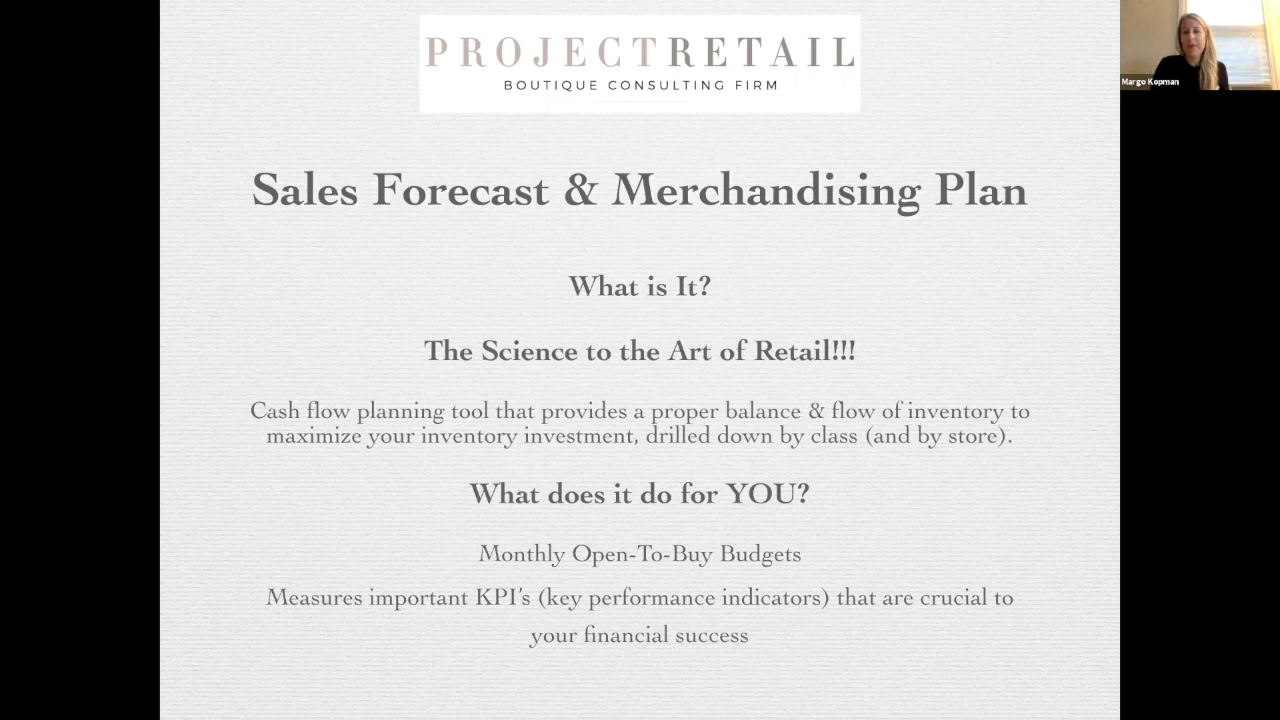 PROJECTRETAIL
BOUTIQUE CONSULTING FIRM
Margo Kopman
Sales Forecast & Merchandising Plan
What is It?
The Science to the Art of Retail!!!
Cash flow planning tool that provides a proper balance & flow of inventory to
maximize your inventory investment, drilled down by class (and by store).
What does it do for YOU?
Monthly Open-To-Buy Budgets
Measures important KPI's (key performance indicators) that are crucial to
your financial success